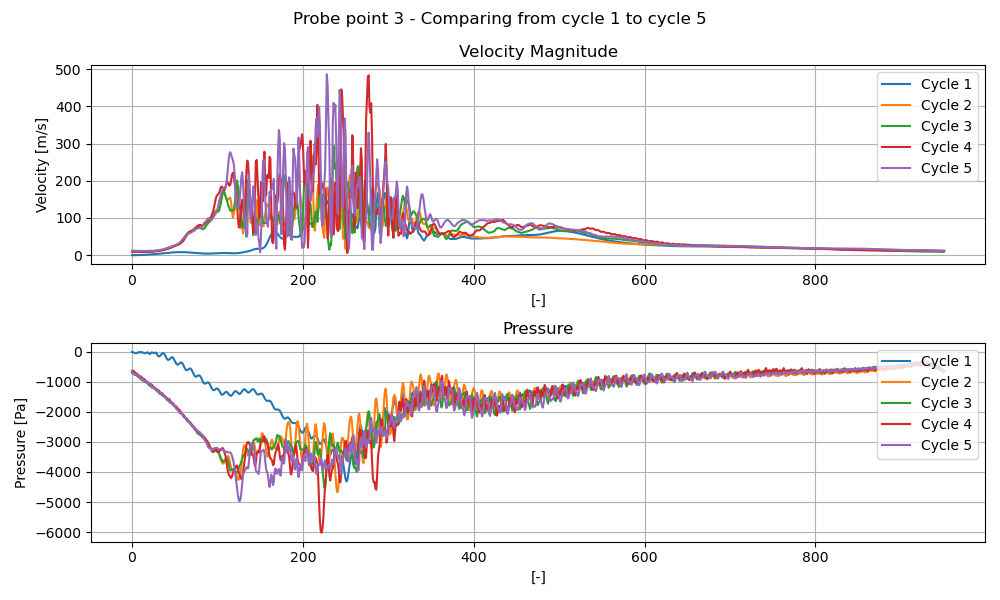 Probe point 3 - Comparing from cycle 1 to cycle 5
Velocity Magnitude
Velocity [m/s]
500
400
300
200
100
0
Cycle 1
Cycle 2
Cycle 3
Cycle 4
Cycle 5
0 200 400 600 800
[-]
Pressure
Pressure [Pa]
0
−1000
−2000
−3000
−4000
−5000
−6000
Cycle 1
Cycle 2
Cycle 3
Cycle 4
Cycle 5
0 200 400 600 800
[-]